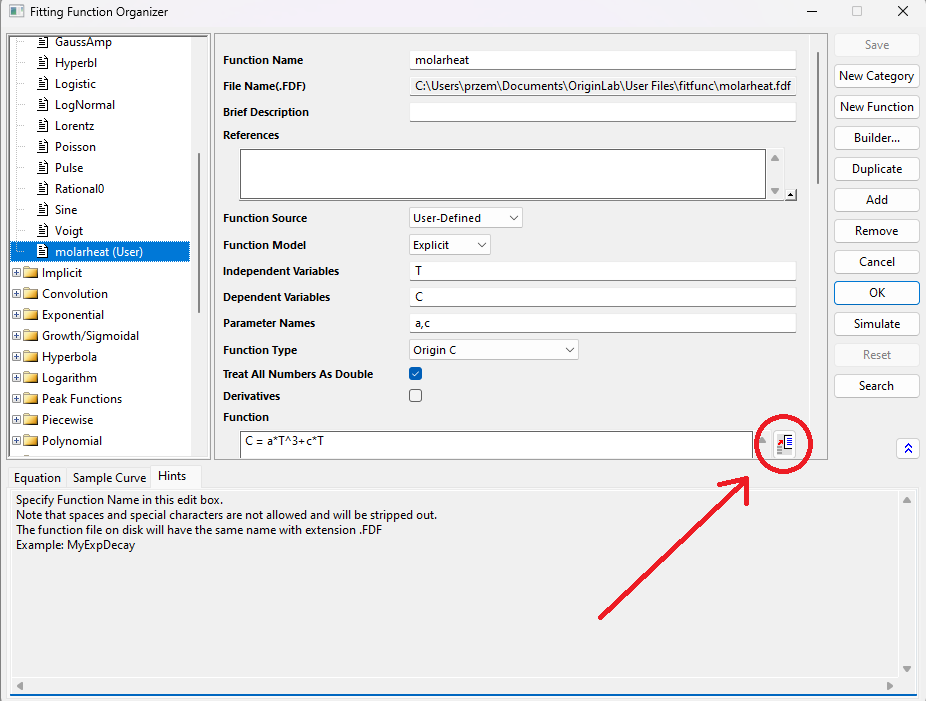 Fitting Function Organizer
GaussAmp
Hyperbl
Logistic
LogNormal
Lorentz
Poisson
Pulse
Rational0
Sine
Voigt
molarheat (User)
Implicit
Convolution
Exponential
Growth/Sigmoidal
Hyperbola
Logarithm
Peak Functions
Piecewise
Polynomial
Function Name molarheat
File Name(.FDF) C:\Users\przem\Documents\OriginLab\User Files\fitfunc\molarheat.fdf
Brief Description
References
Function Source User-Defined
Function Model Explicit
Independent Variables T
Dependent Variables C
Parameter Names a,c
Function Type Origin C
Treat All Numbers As Double
Derivatives
Function
C = a*T^3+c*T
Save
New Category
New Function
Builder...
Duplicate
Add
Remove
Cancel
OK
Simulate
Reset
Search
Equation Sample Curve Hints
Specify Function Name in this edit box.
Note that spaces and special characters are not allowed and will be stripped out.
The function file on disk will have the same name with extension .FDF
Example: MyExpDecay